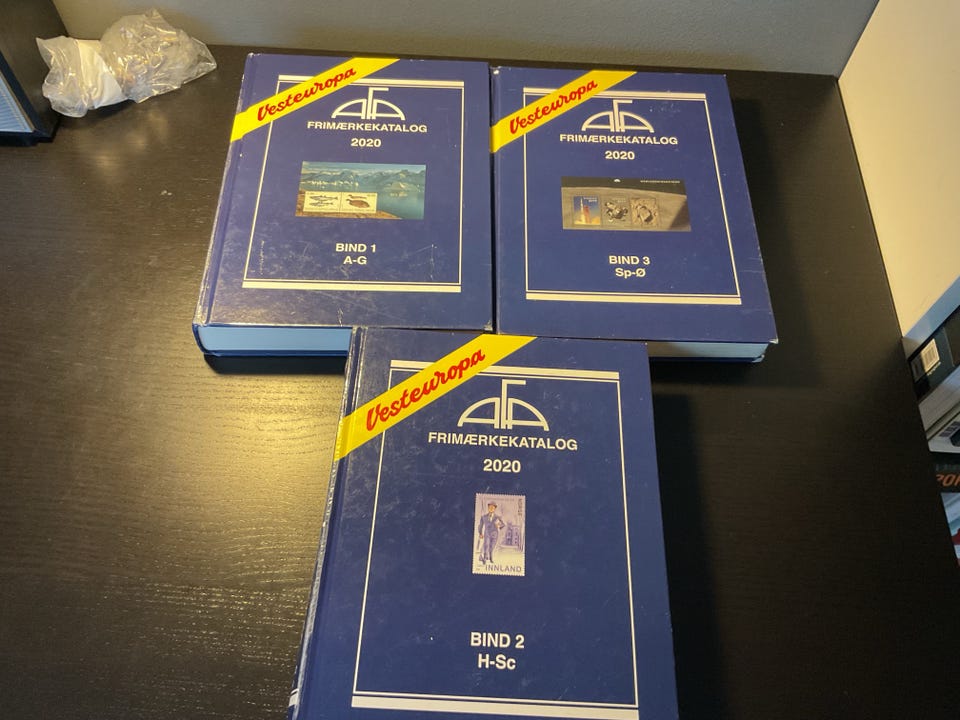 Vesteuropa
AFA
FRIMÆRKEKATALOG
2020
BIND 1
A-G
Vesteuropa
AFA
FRIMÆRKEKATALOG
2020
BIND 3
Sp-Ø
Vesteuropa
AFA
FRIMÆRKEKATALOG
2020
NORGE
INNLAND
BIND 2
H-Sc